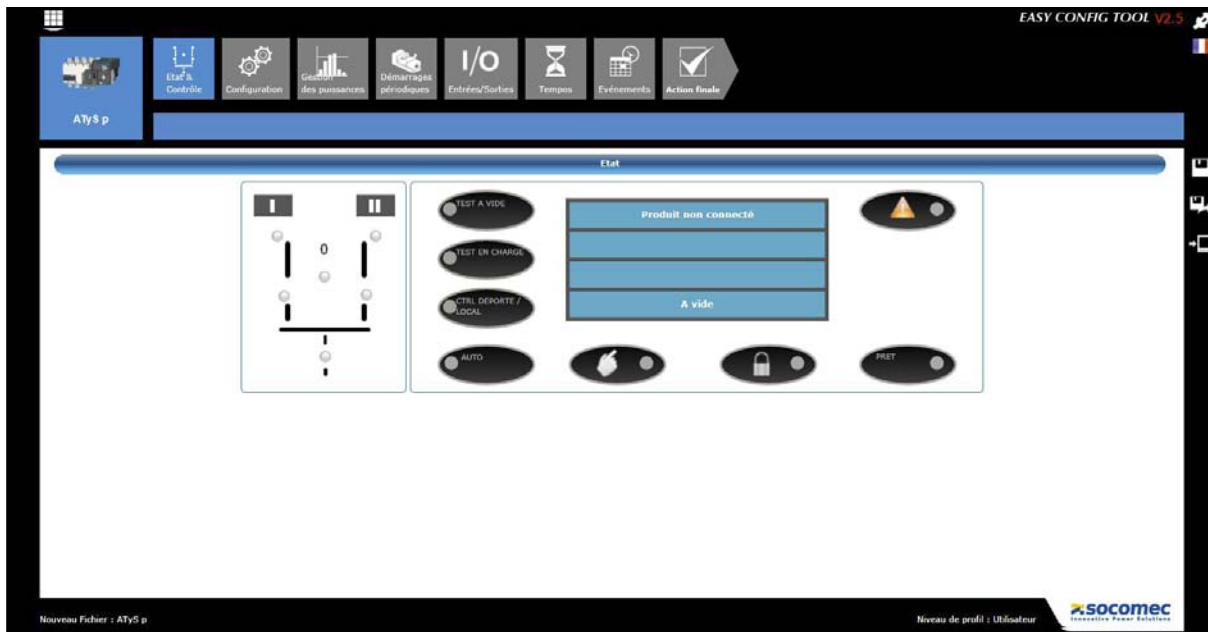 EASY CONFIG TOOL V2.5
ATyS p
Etat &
Contrôle
Configuration
Gestion
des puissances
Démarrages
périodiques
I/O
Entrées/Sorties
Tempos
Evénements
Action finale
Etat
I
II
0
TEST A VIDE
TEST EN CHARGE
CTRL DEPORTE /
LOCAL
AUTO
Produit non connecté
A vide
PRET
Nouveau Fichier : ATyS p
Niveau de profil : Utilisateur
socomec
Innovative Power Solutions